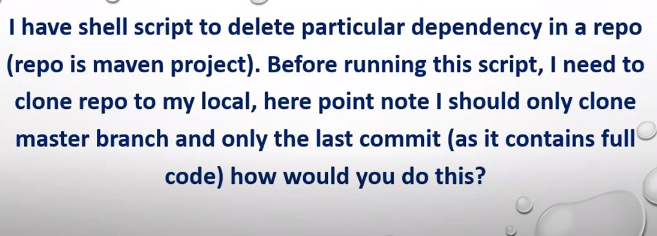 I have shell script to delete particular dependency in a repo
(repo is maven project). Before running this script, I need to
clone repo to my local, here point note I should only clone
master branch and only the last commit (as it contains full
code) how would you do this?